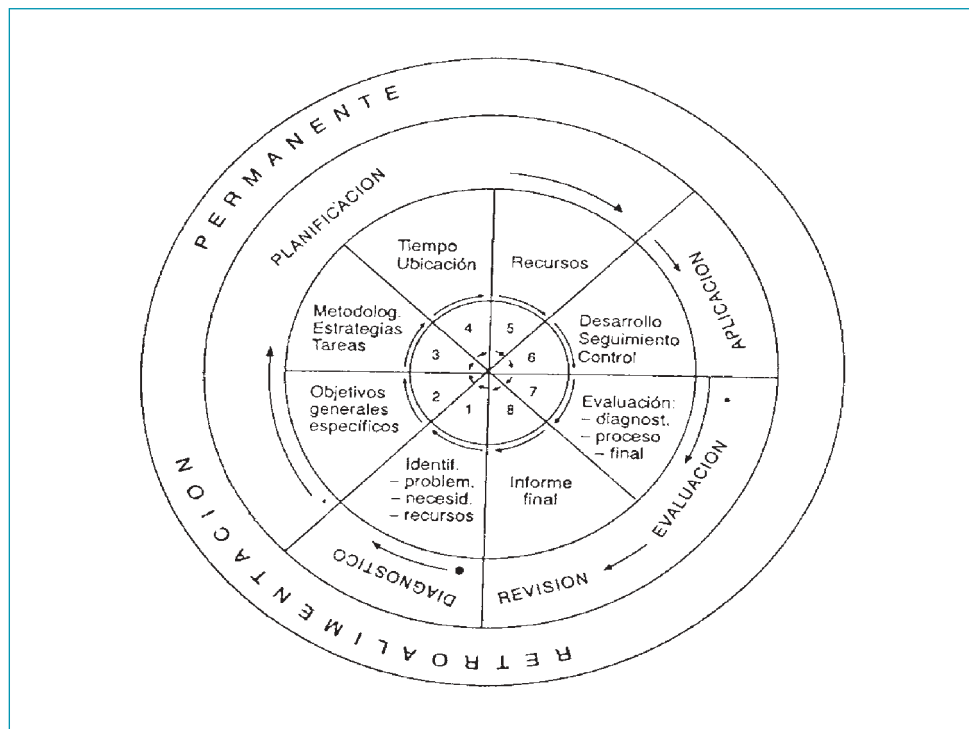 PERMANENTE
PLANIFICACION
APLICACION
EVALUACION
REVISION
DIAGNOSTICO
RETROALIMENTACION
Tiempo
Ubicación
Recursos
Metodolog.
Estrategias
Tareas
Desarrollo
Seguimiento
Control
Objetivos
generales
específicos
Evaluación:
– diagnost.
– proceso
– final
Identif.
– problem.
– necesid.
– recursos
Informe
final
4
5
3
6
2
7
1
8